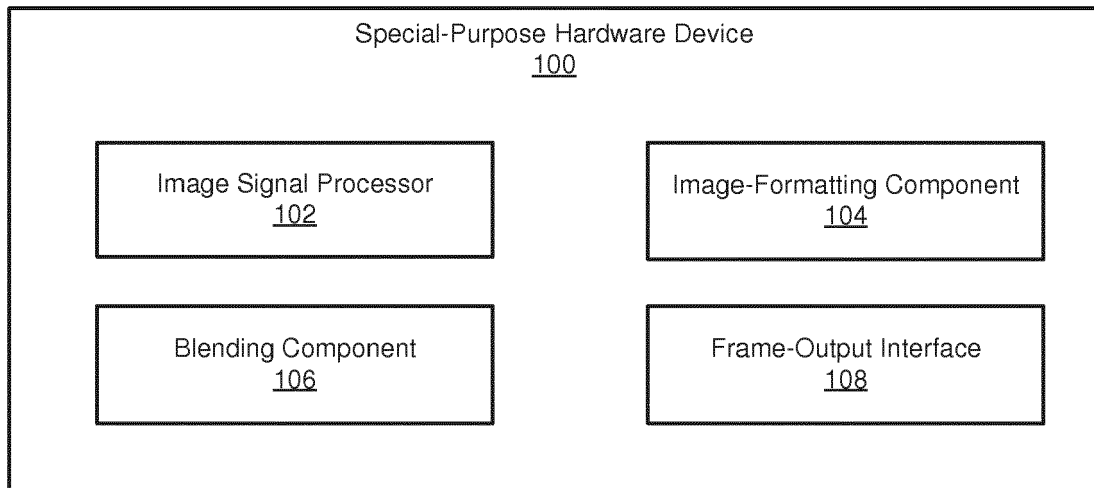 Special-Purpose Hardware Device
100
Image Signal Processor
102
Image-Formatting Component
104
Blending Component
106
Frame-Output Interface
108